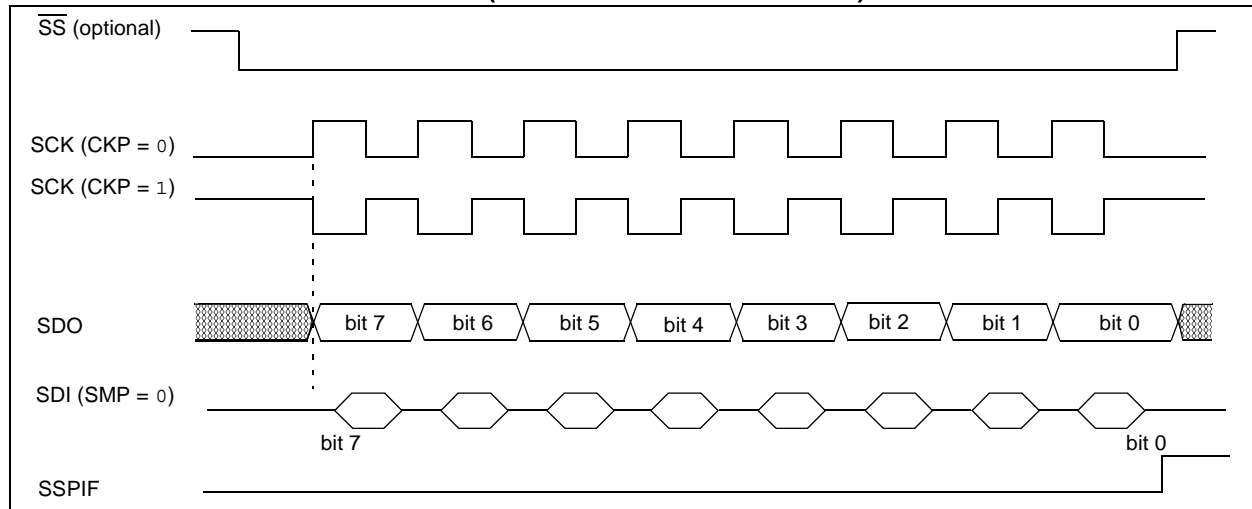 SS (optional)
SCK (CKP = 0)
SCK (CKP = 1)
SDO
bit 7 bit 6 bit 5 bit 4 bit 3 bit 2 bit 1 bit 0
SDI (SMP = 0)
bit 7 bit 0
SSPIF